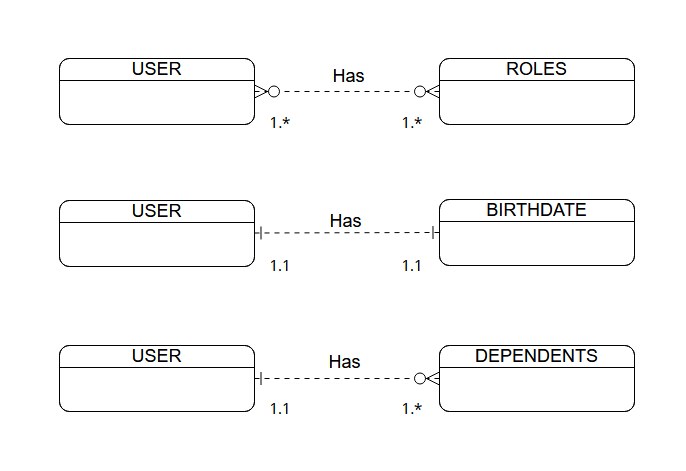 USER
Has
ROLES
1.*
1.*
USER
Has
BIRTHDATE
1.1
1.1
USER
Has
DEPENDENTS
1.1
1.*